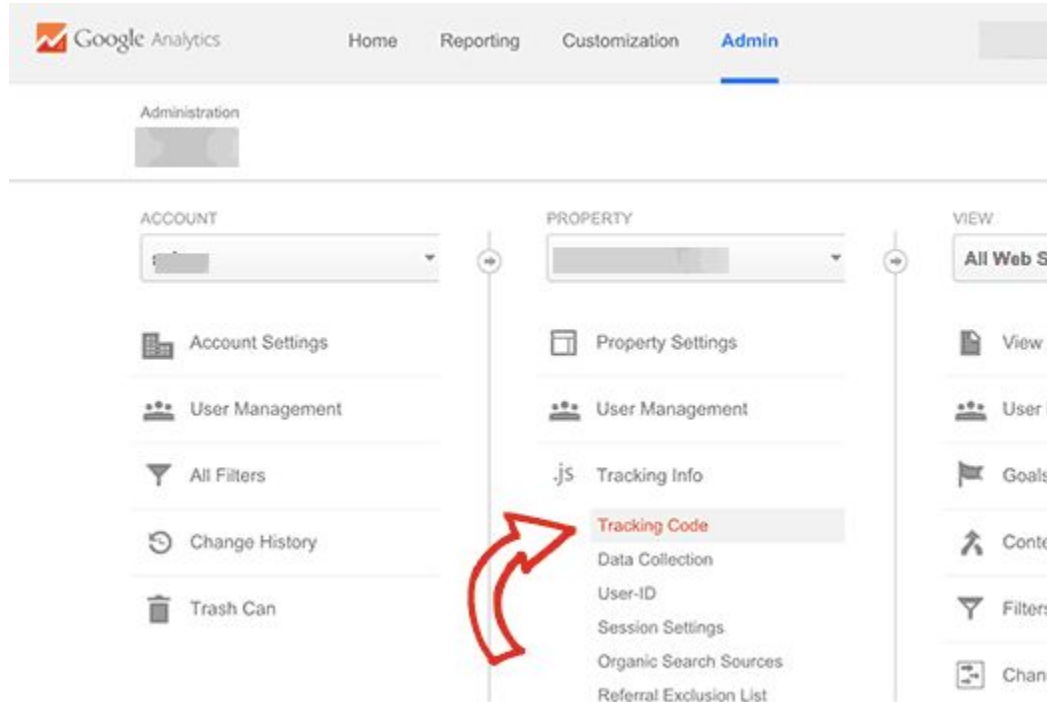 Google Analytics Home Reporting Customization Admin
Administration
ACCOUNT
Account Settings
User Management
All Filters
Change History
Trash Can
PROPERTY
Property Settings
User Management
.js Tracking Info
Tracking Code
Data Collection
User-ID
Session Settings
Organic Search Sources
Referral Exclusion List
VIEW
All Web S
View
User
Goals
Conte
Filters
Chan